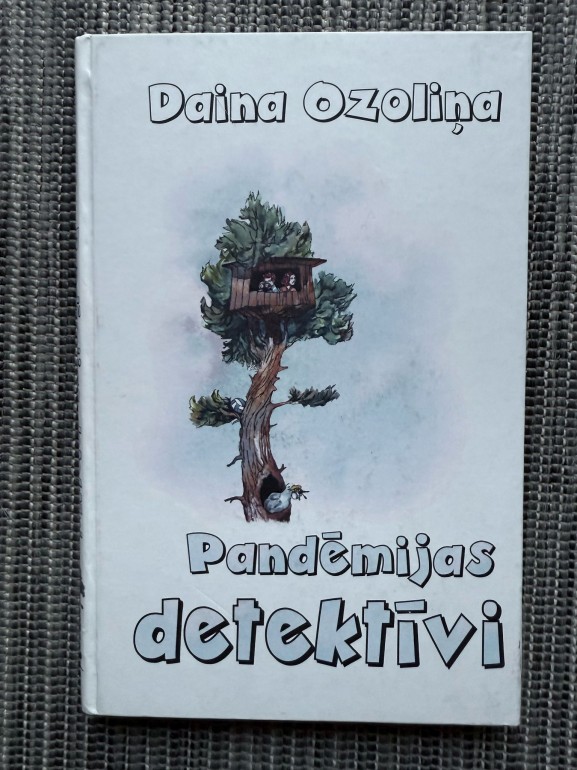 Daina Ozoliņa
Pandēmijas
detektīvi